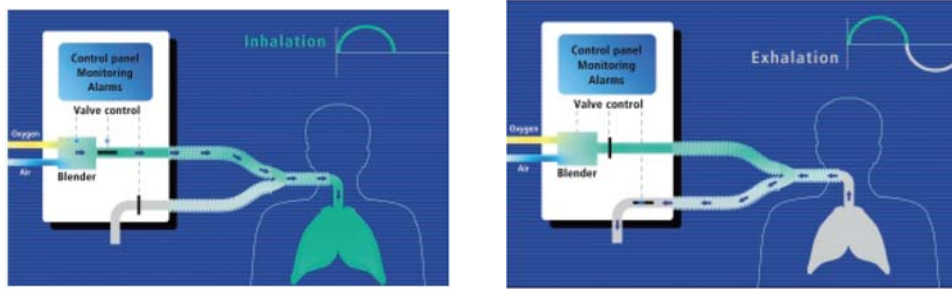 Inhalation
Control panel
Monitoring
Alarms
Valve control
Oxygen
Air
Blender
Exhalation
Control panel
Monitoring
Alarms
Valve control
Oxygen
Air
Blender